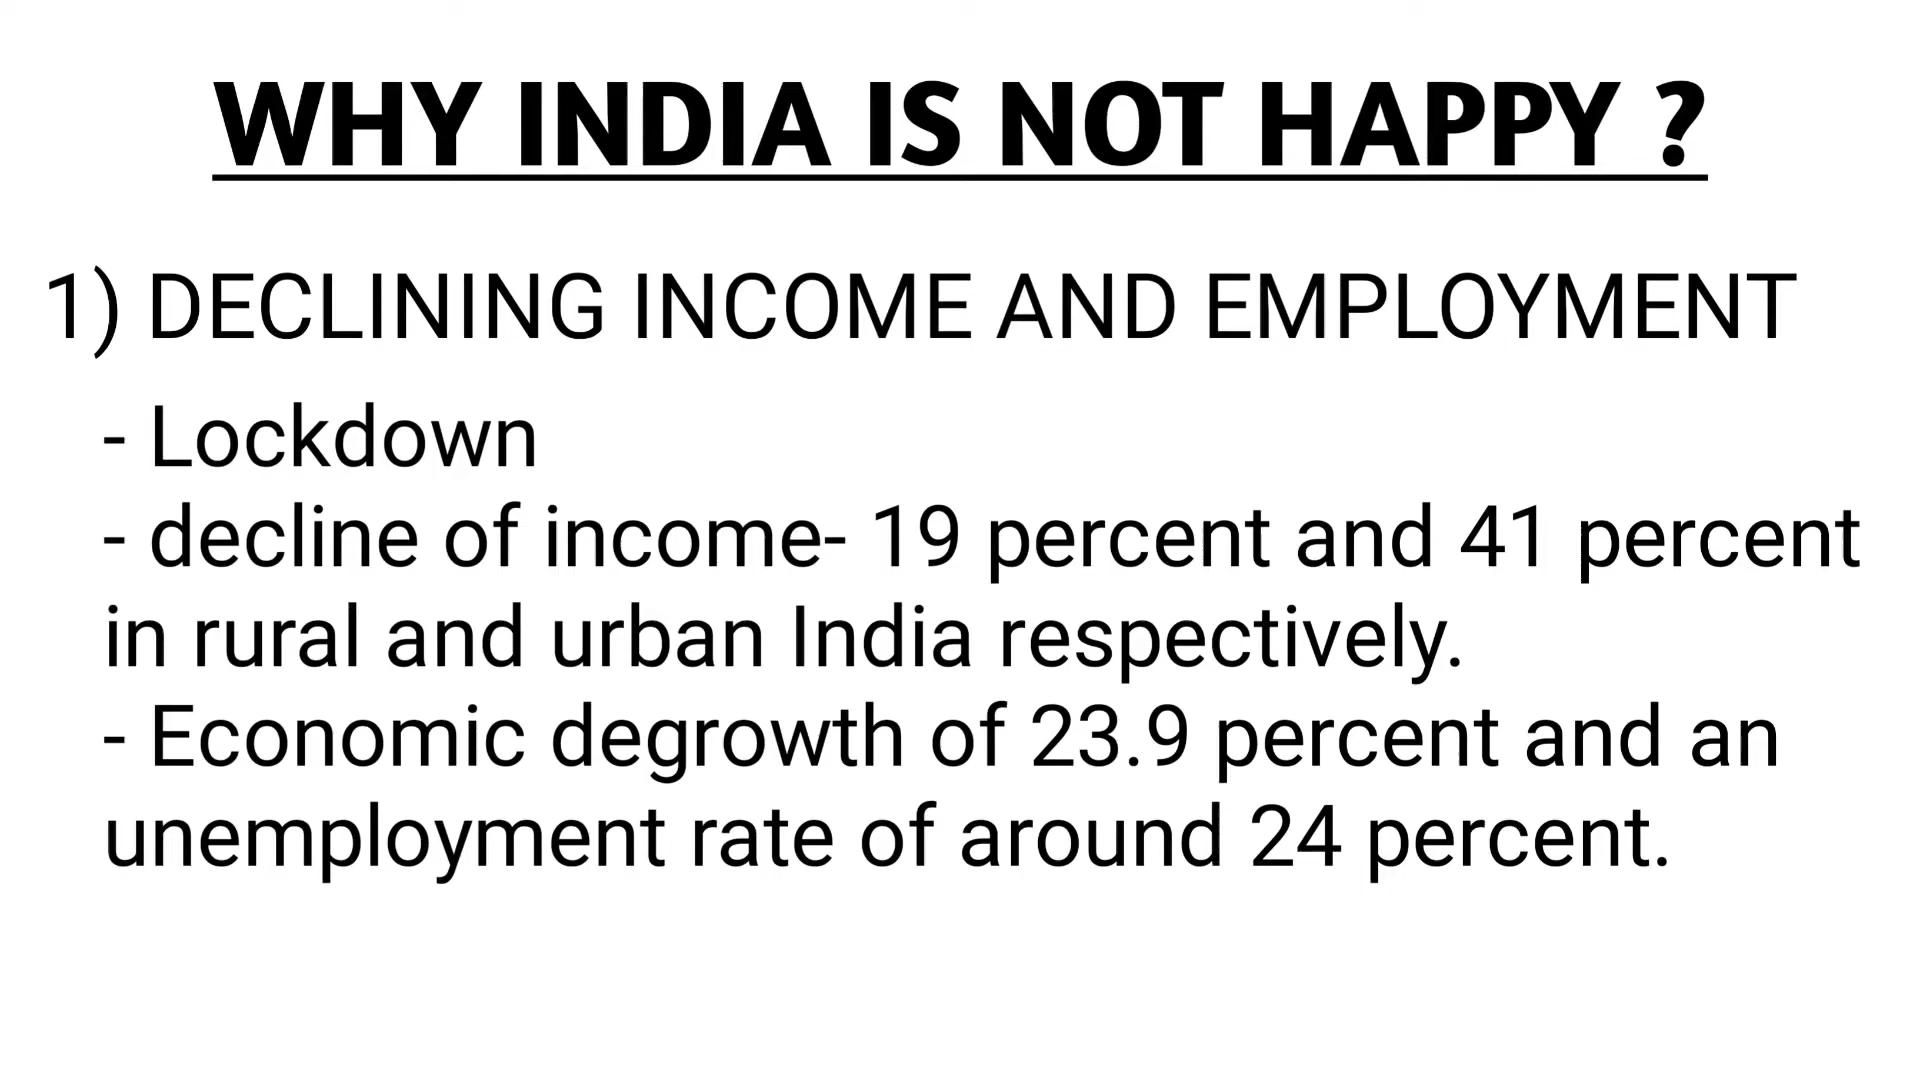 WHY INDIA IS NOT HAPPY ?
1) DECLINING INCOME AND EMPLOYMENT
- Lockdown
- decline of income- 19 percent and 41 percent
in rural and urban India respectively.
- Economic degrowth of 23.9 percent and an
unemployment rate of around 24 percent.